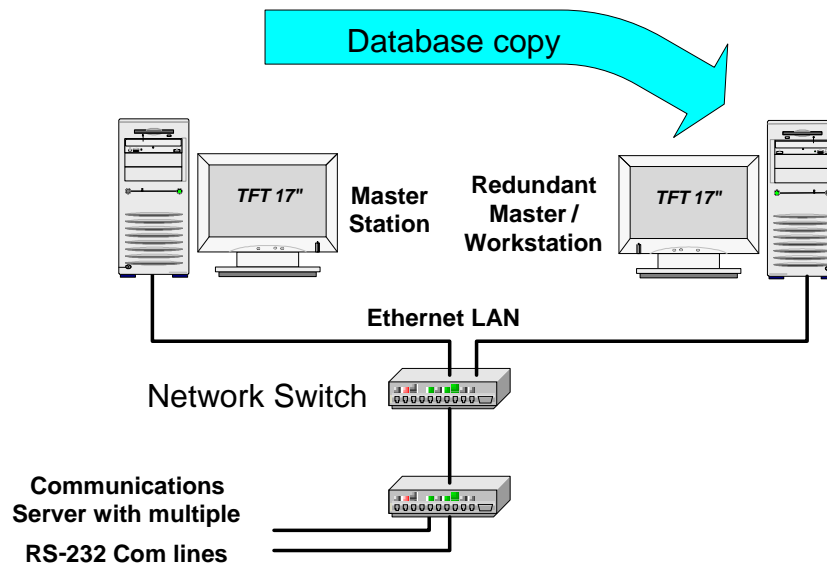 Database copy
TFT 17"
Master
Station
Redundant
Master /
Workstation
TFT 17"
Ethernet LAN
Network Switch
Communications
Server with multiple
RS-232 Com lines